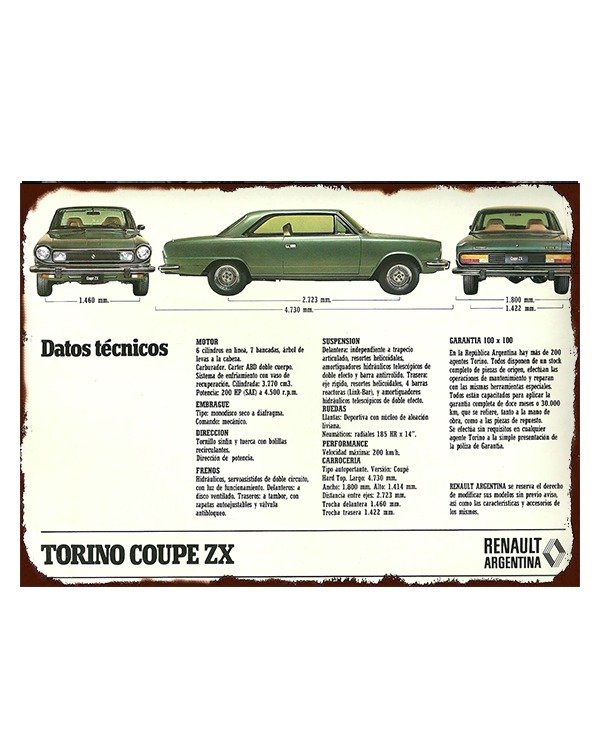 Coupé ZX
1.460 mm.
2.723 mm.
4.730 mm.
1.800 mm.
1.422 mm.
Datos técnicos
MOTOR
6 cilindros en línea, 7 bancadas, árbol de
levas a la cabeza.
Carburador. Carter ABD doble cuerpo.
Sistema de enfriamiento con vaso de
recuperación. Cilindrada: 3.770 cm3.
Potencia: 200 HP (SAE) a 4.500 r.p.m.
EMBRAGUE
Tipo: monodisco seco a diafragma.
Comando: mecánico.
DIRECCION
Tornillo sinfín y tuerca con bolillas
recirculantes.
Dirección de potencia.
FRENOS
Hidráulicos, servoasistidos de doble circuito,
con luz de funcionamiento. Delanteros: a
disco ventilado. Traseros: a tambor, con
zapatas autoajustables y válvula
antibloqueo.
SUSPENSION
Delantera: independiente a trapecio
articulado, resortes helicoidales,
amortiguadores hidráulicos telescópicos de
doble efecto y barra antirrolido. Trasera:
eje rígido, resortes helicoidales, 4 barras
reactoras (Link-Bar), y amortiguadores
hidráulicos telescópicos de doble efecto.
RUEDAS
Llantas: Deportiva con núcleo de aleación
liviana.
Neumáticos: radiales 185 HR x 14".
PERFORMANCE
Velocidad máxima: 200 km/h.
CARROCERIA
Tipo autoportante. Versión: Coupé
Hard Top. Largo: 4.730 mm.
Ancho: 1.800 mm. Alto: 1.414 mm.
Distancia entre ejes: 2.723 mm.
Trocha delantera 1.460 mm.
Trocha trasera 1.422 mm.
GARANTIA 100 x 100
En la República Argentina hay más de 200
agentes Torino. Todos disponen de un stock
completo de piezas de origen, efectúan las
operaciones de mantenimiento y reparan
con las mismas herramientas especiales.
Todos están capacitados para aplicar la
garantía completa de doce meses o 30.000
km, que se refiere, tanto a la mano de
obra, como a las piezas de repuesto.
Se efectúa sin requisitos en cualquier
agente Torino a la simple presentación de
la póliza de Garantía.
RENAULT ARGENTINA se reserva el derecho
de modificar sus modelos sin previo aviso,
así como las características y accesorios de
los mismos.
TORINO COUPE ZX
RENAULT
ARGENTINA